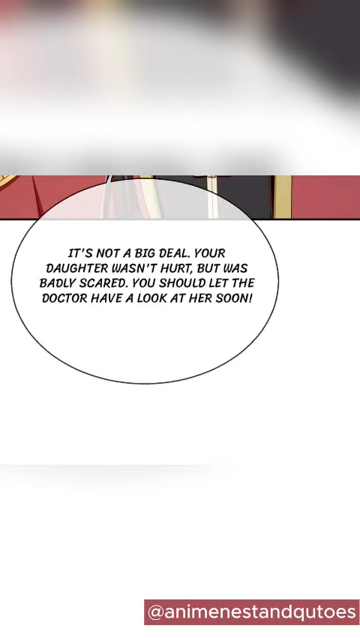 IT'S NOT A BIG DEAL. YOUR
DAUGHTER WASN'T HURT, BUT WAS
BADLY SCARED. YOU SHOULD LET THE
DOCTOR HAVE A LOOK AT HER SOON!
@animenestandqutoes